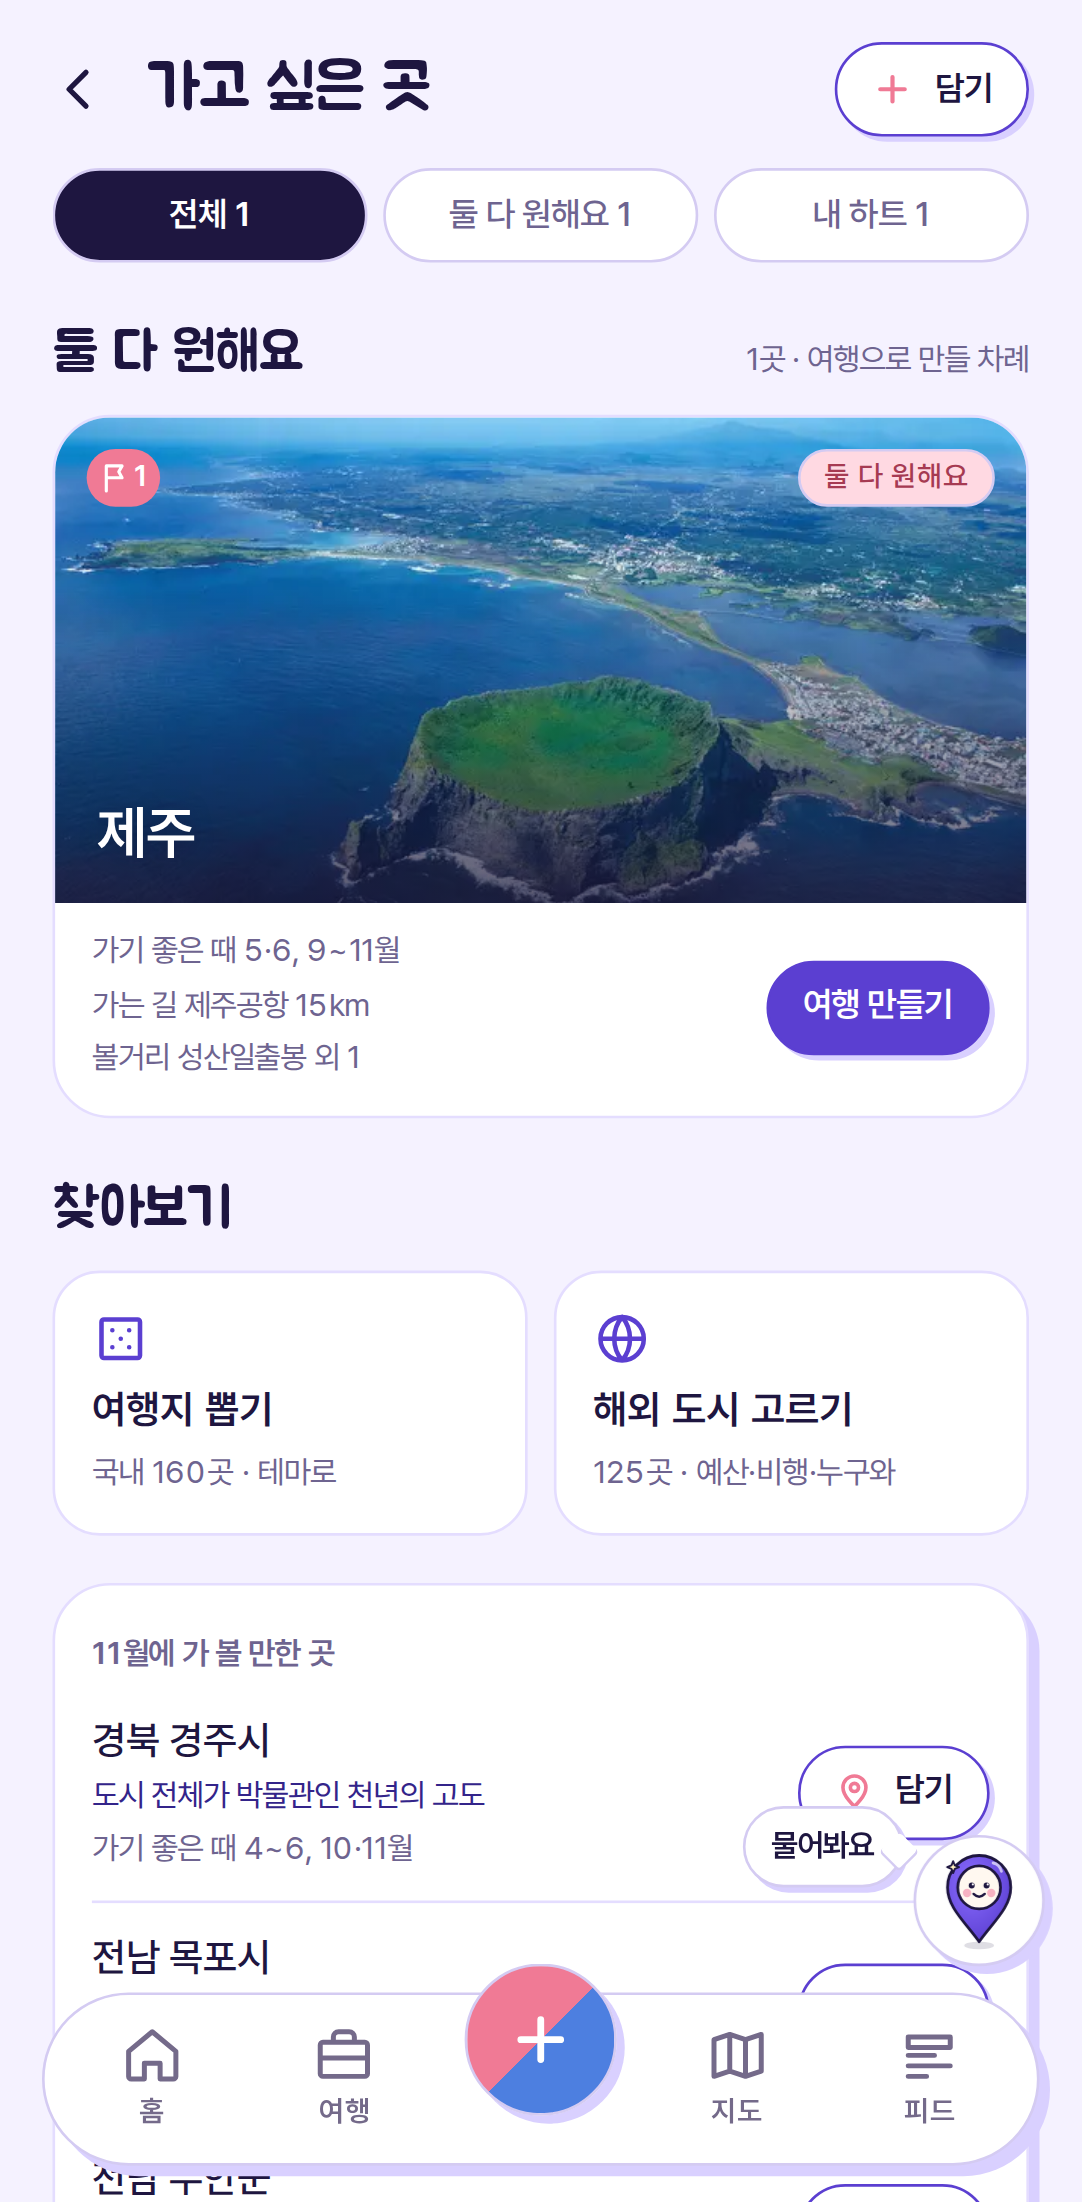 가고 싶은 곳
담기
전체 1
둘 다 원해요 1
내 하트 1
둘 다 원해요
1곳 · 여행으로 만들 차례
1
둘 다 원해요
제주
가기 좋은 때 5·6, 9~11월
가는 길 제주공항 15km
볼거리 성산일출봉 외 1
여행 만들기
찾아보기
여행지 뽑기
국내 160곳 · 테마로
해외 도시 고르기
125곳 · 예산·비행·누구와
11월에 가 볼 만한 곳
경북 경주시
도시 전체가 박물관인 천년의 고도
가기 좋은 때 4~6, 10·11월
담기
물어봐요
전남 목포시
홈
여행
지도
피드
전남